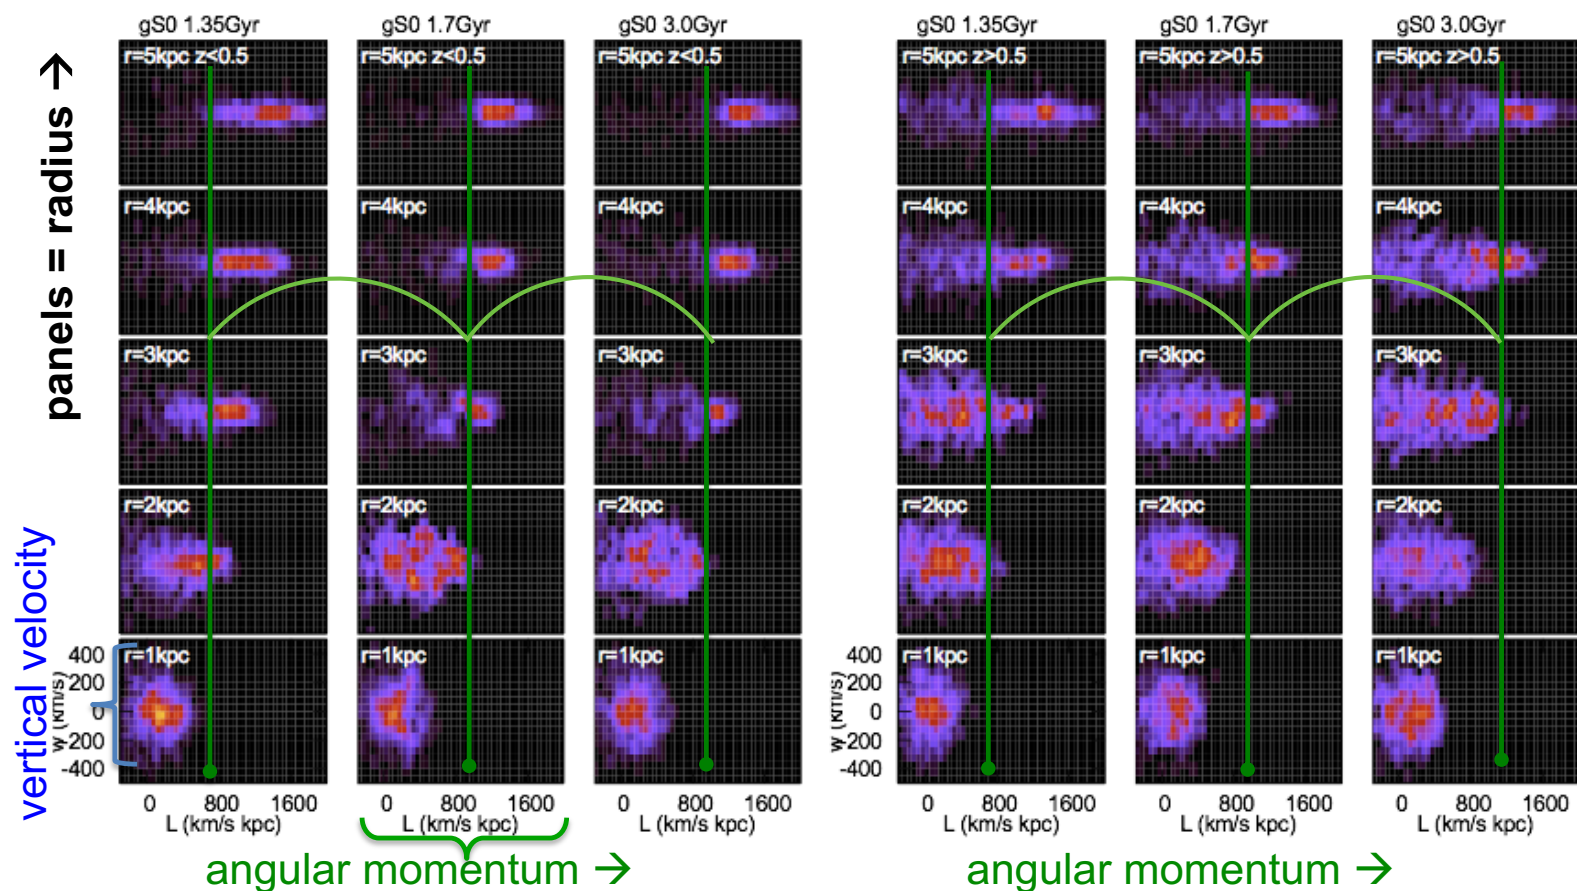 gS0 1.35Gyr gS0 1.7Gyr gS0 3.0Gyr gS0 1.35Gyr gS0 1.7Gyr gS0 3.0Gyr
r=5kpc z<0.5 r=5kpc z<0.5 r=5kpc z<0.5 r=5kpc z>0.5 r=5kpc z>0.5 r=5kpc z>0.5
panels = radius →
r=4kpc r=4kpc r=4kpc r=4kpc r=4kpc r=4kpc
r=3kpc r=3kpc r=3kpc r=3kpc r=3kpc r=3kpc
r=2kpc r=2kpc r=2kpc r=2kpc r=2kpc r=2kpc
vertical velocity
r=1kpc r=1kpc r=1kpc r=1kpc r=1kpc r=1kpc
400 400
200 200
0 0
-200 -200
-400 -400
w (km/s) w (km/s)
0 800 1600 0 800 1600 0 800 1600 0 800 1600 0 800 1600 0 800 1600
L (km/s kpc) L (km/s kpc) L (km/s kpc) L (km/s kpc) L (km/s kpc) L (km/s kpc)
angular momentum → angular momentum →